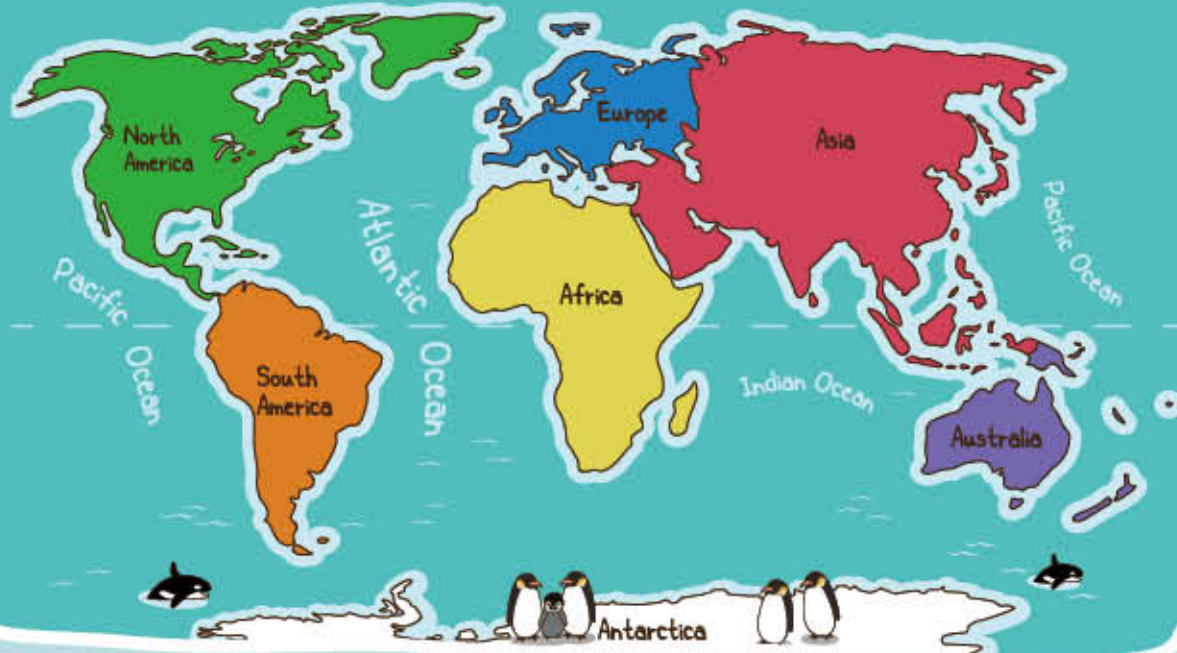 North
America
Europe
Asia
Pacific
Ocean
Atlantic
Ocean
Africa
Pacific Ocean
South
America
Indian Ocean
Australia
Antarctica